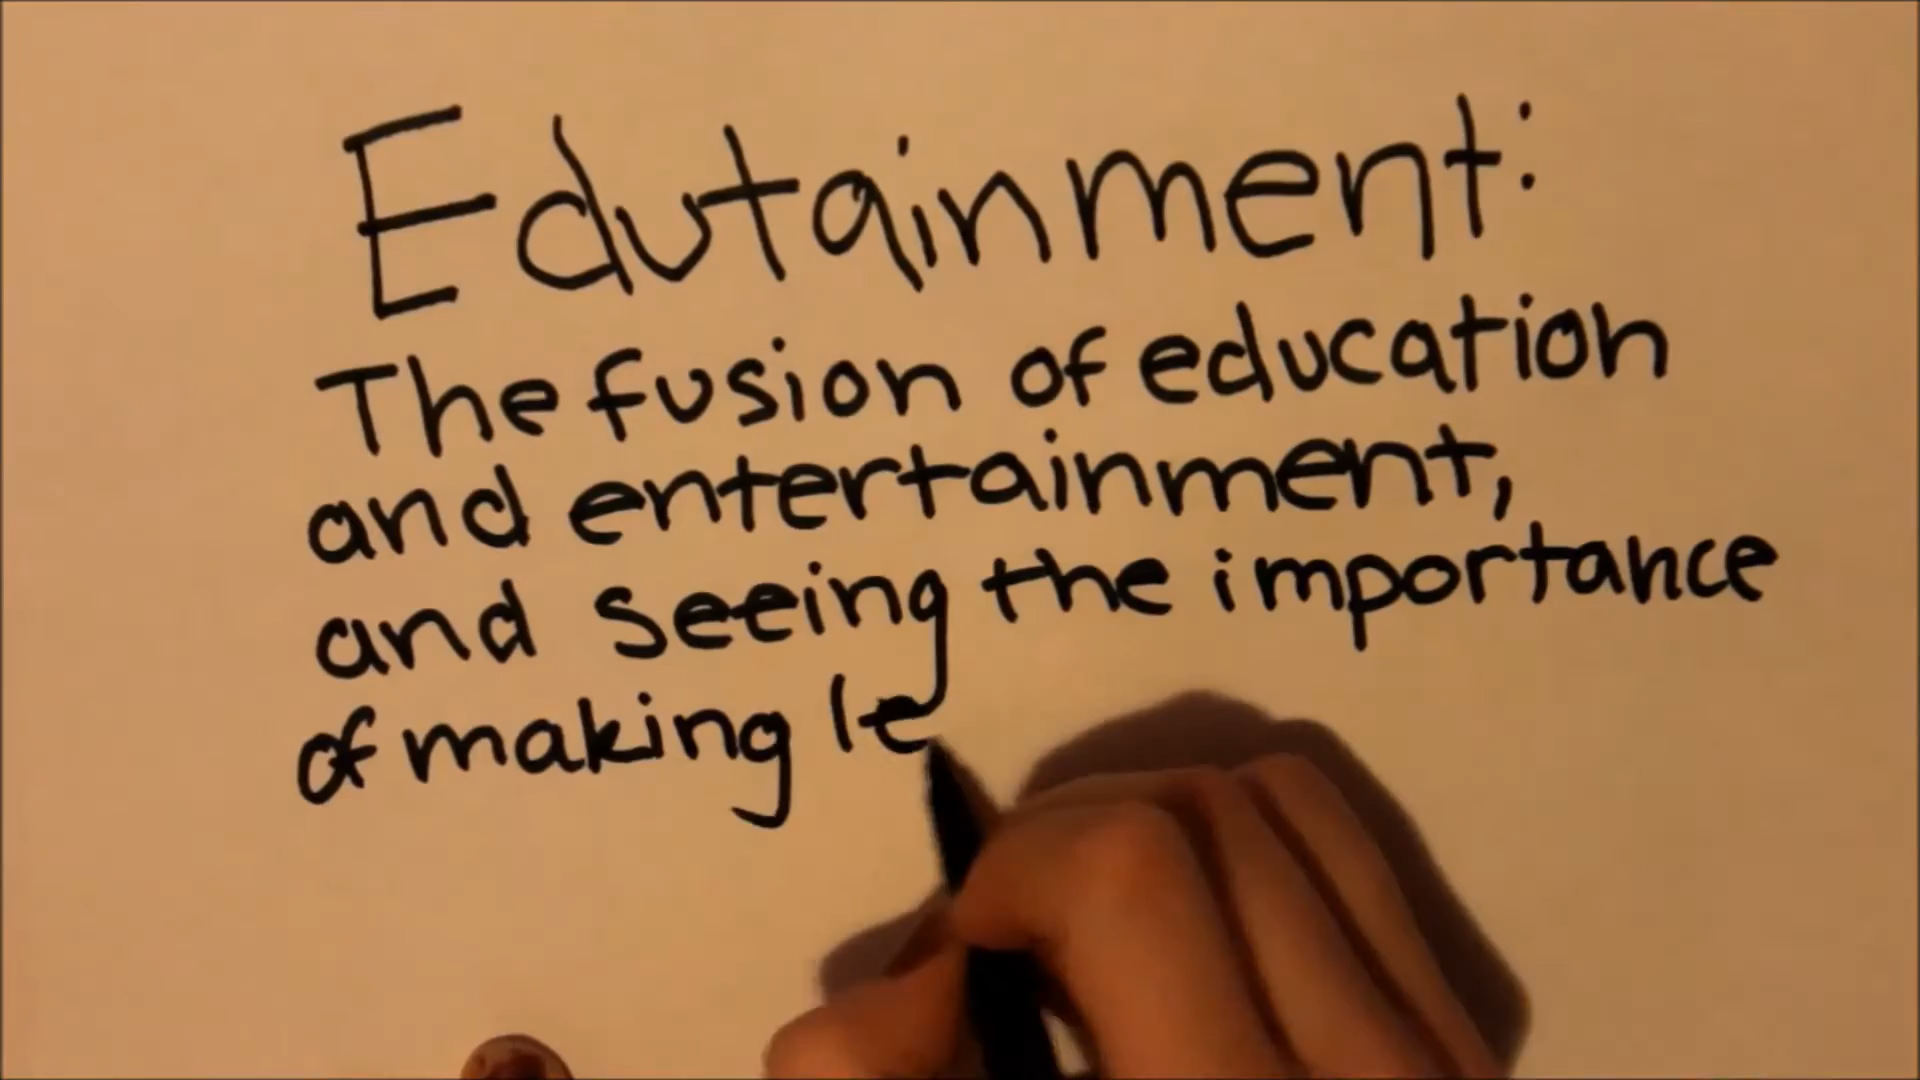 Edutainment:
The fusion of education
and entertainment,
and seeing the importance
of making le